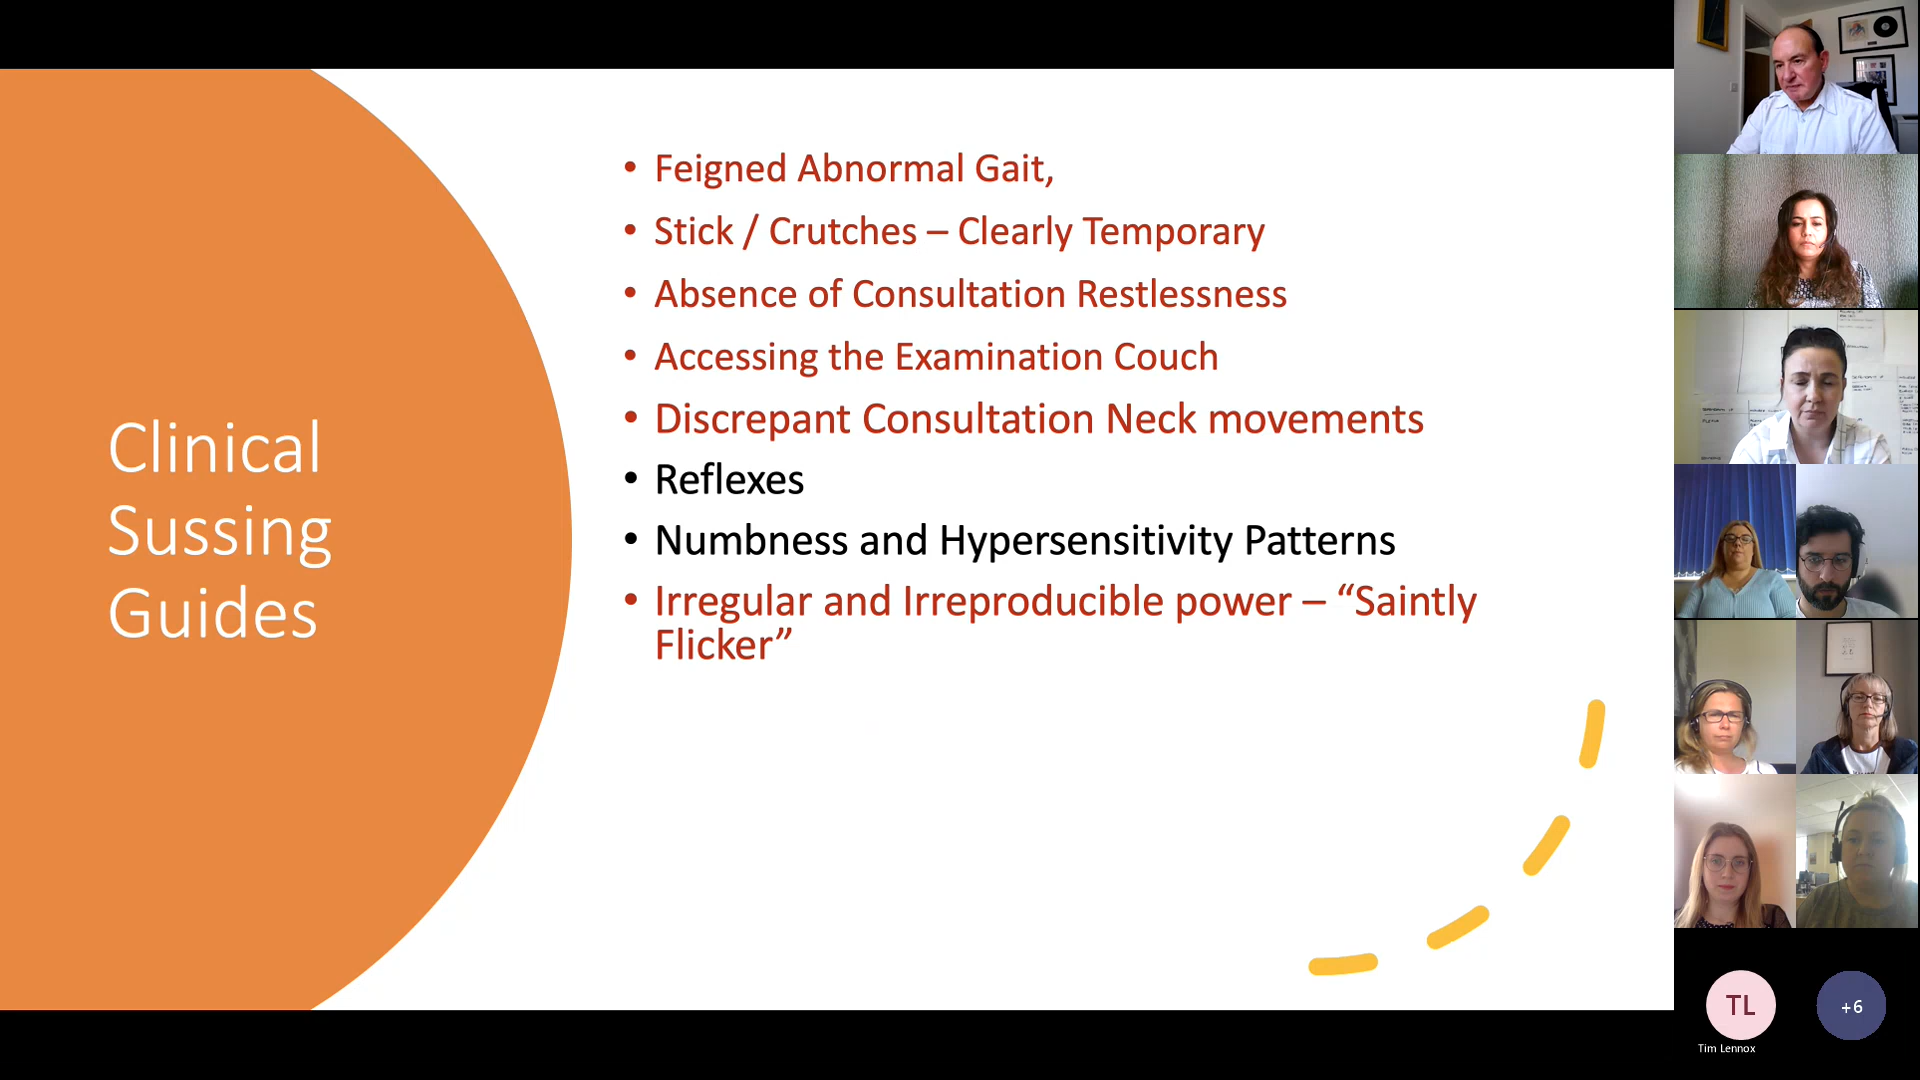 Clinical
Sussing
Guides
• Feigned Abnormal Gait,
• Stick / Crutches – Clearly Temporary
• Absence of Consultation Restlessness
• Accessing the Examination Couch
• Discrepant Consultation Neck movements
• Reflexes
• Numbness and Hypersensitivity Patterns
• Irregular and Irreproducible power – “Saintly
Flicker”
TL
+6
Tim Lennox